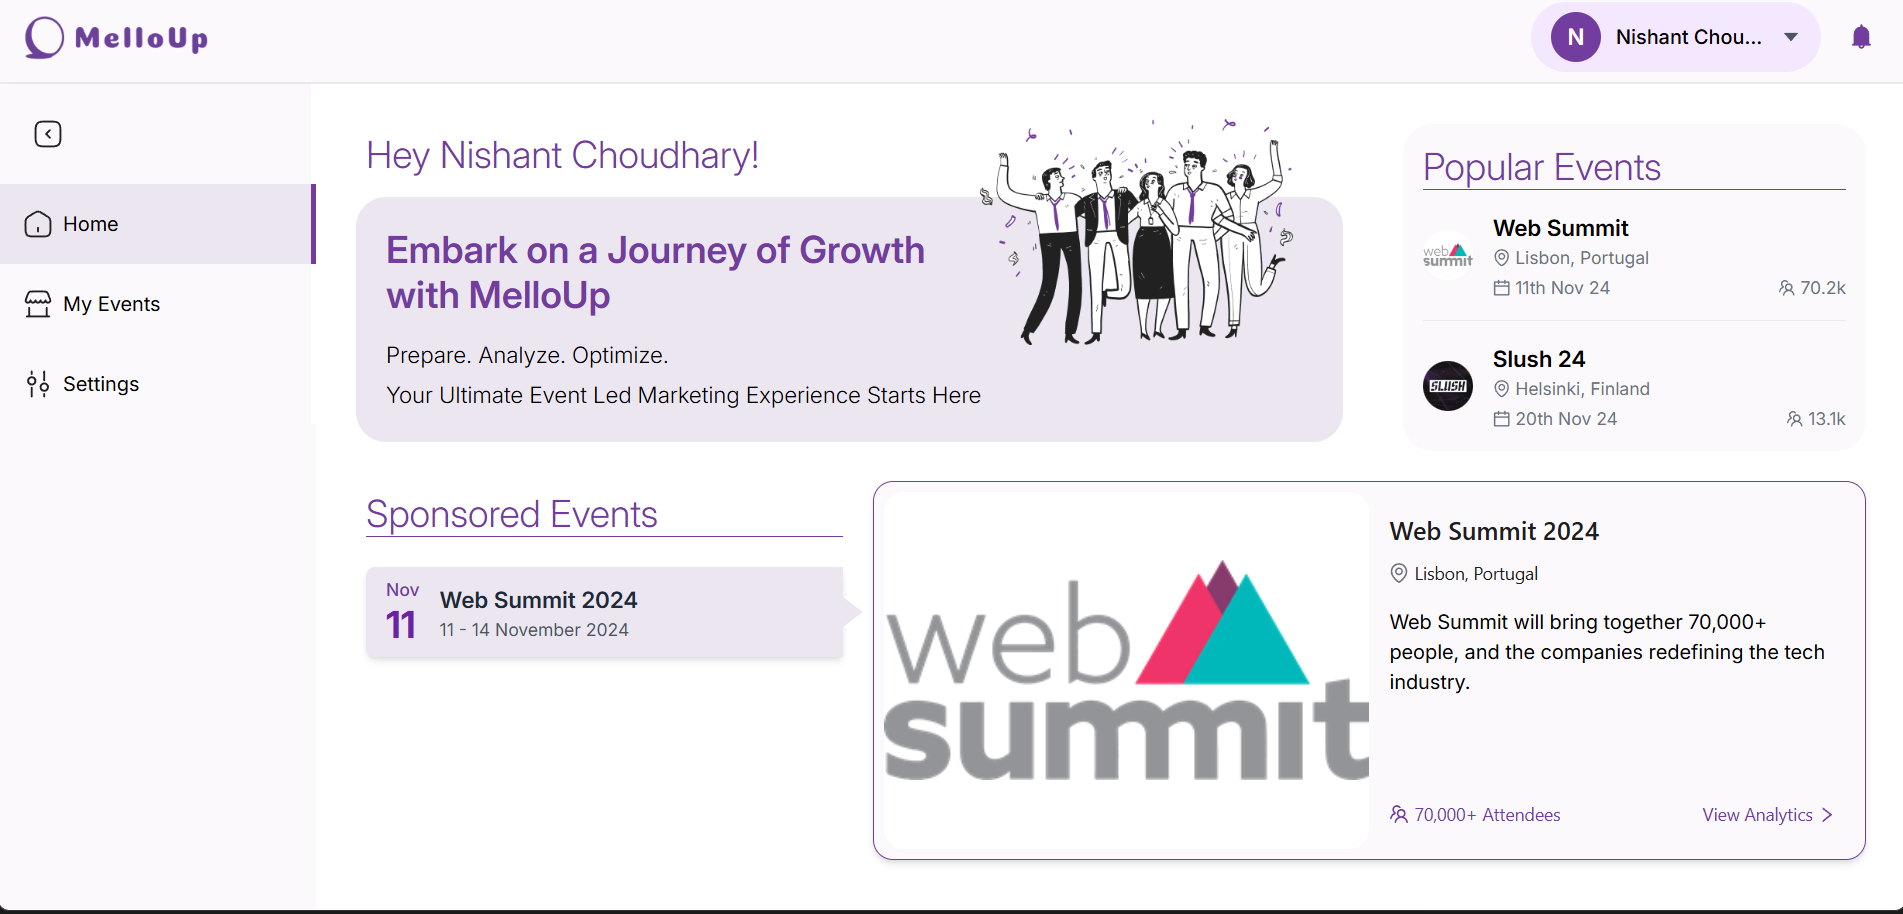 MelloUp
N
Nishant Chou...
Home
My Events
Settings
Hey Nishant Choudhary!
Embark on a Journey of Growth
with MelloUp
Prepare. Analyze. Optimize.
Your Ultimate Event Led Marketing Experience Starts Here
Popular Events
web
summit
Web Summit
Lisbon, Portugal
11th Nov 24
70.2k
SLUSH
Slush 24
Helsinki, Finland
20th Nov 24
13.1k
Sponsored Events
Nov
11
Web Summit 2024
11 - 14 November 2024
web
summit
Web Summit 2024
Lisbon, Portugal
Web Summit will bring together 70,000+
people, and the companies redefining the tech
industry.
70,000+ Attendees
View Analytics